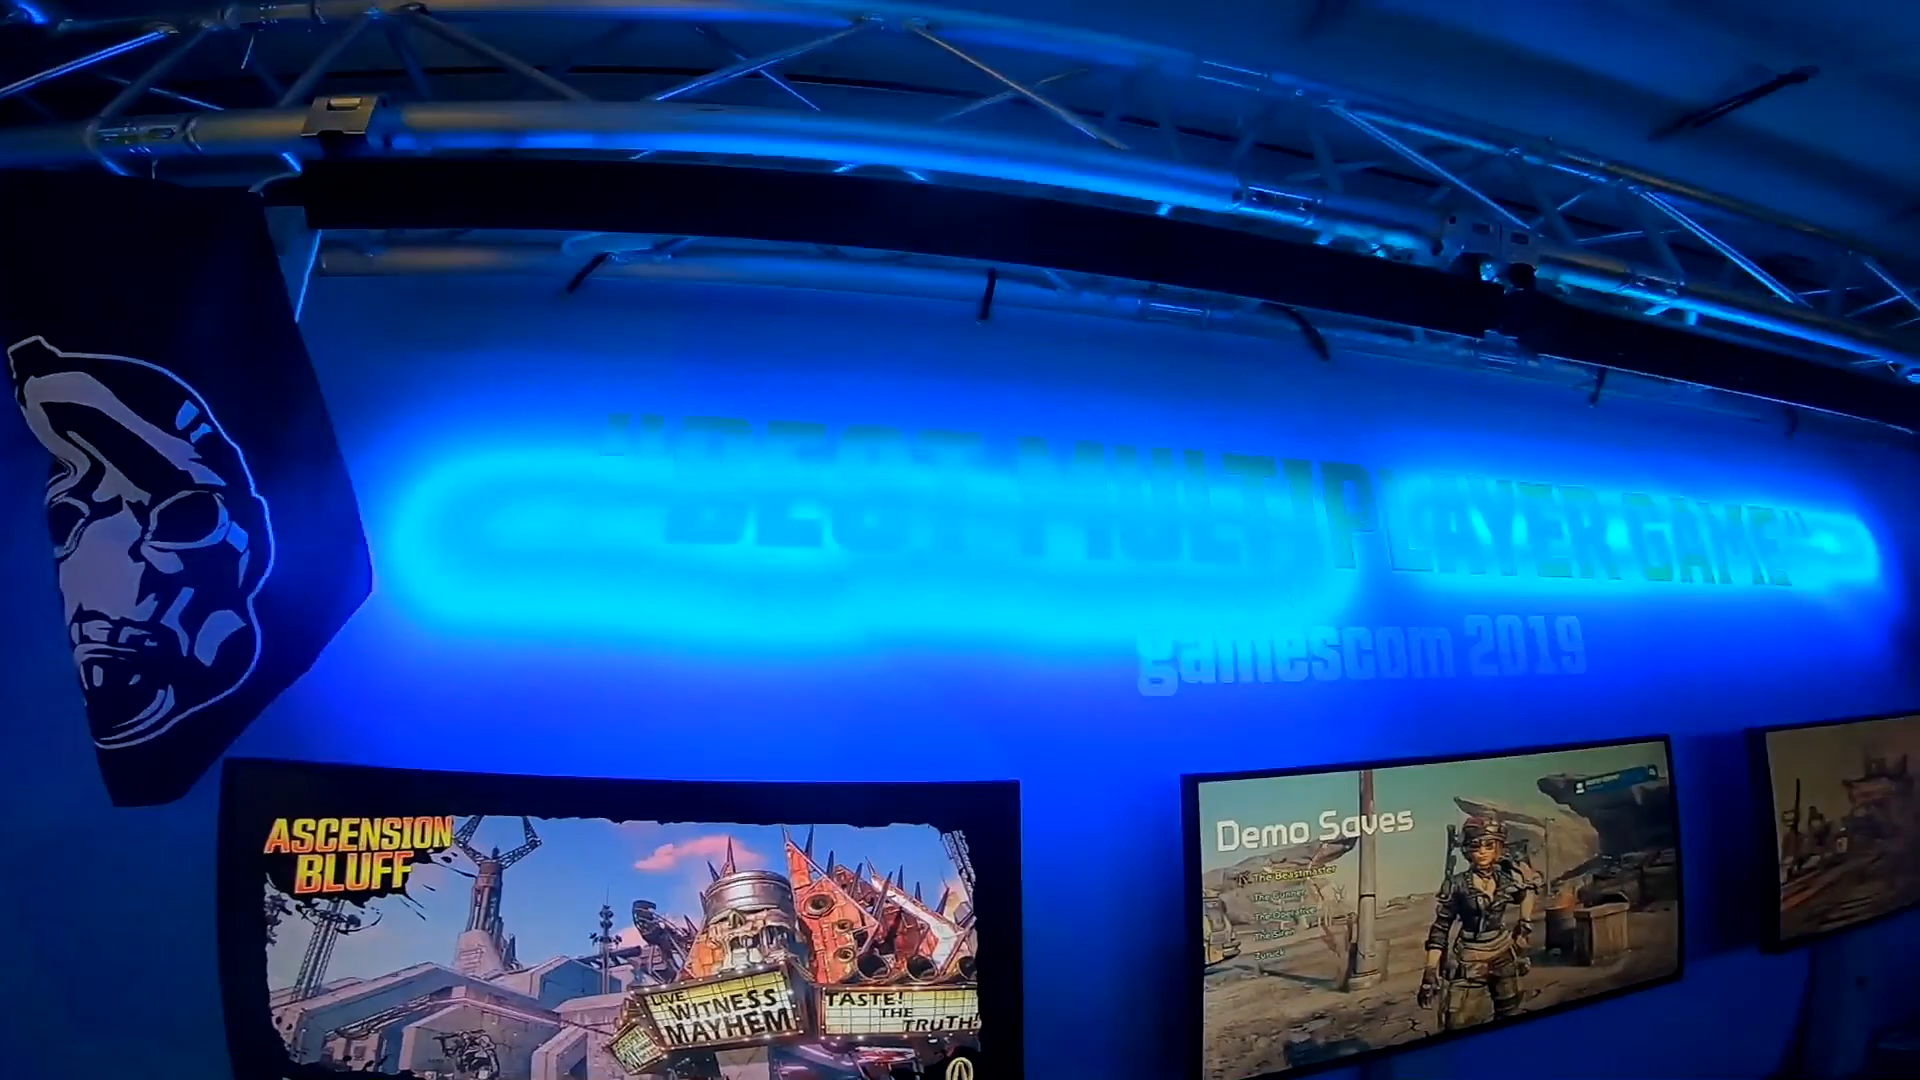 "BEST MULTIPLAYER GAME"
gamescom 2019
ASCENSION
BLUFF
LIVE
WITNESS
MAYHEM!
TASTE!
THE
TRUTH!
Demo Saves
The Beastmaster
The Gunner
The Operative
The Siren
Zurück